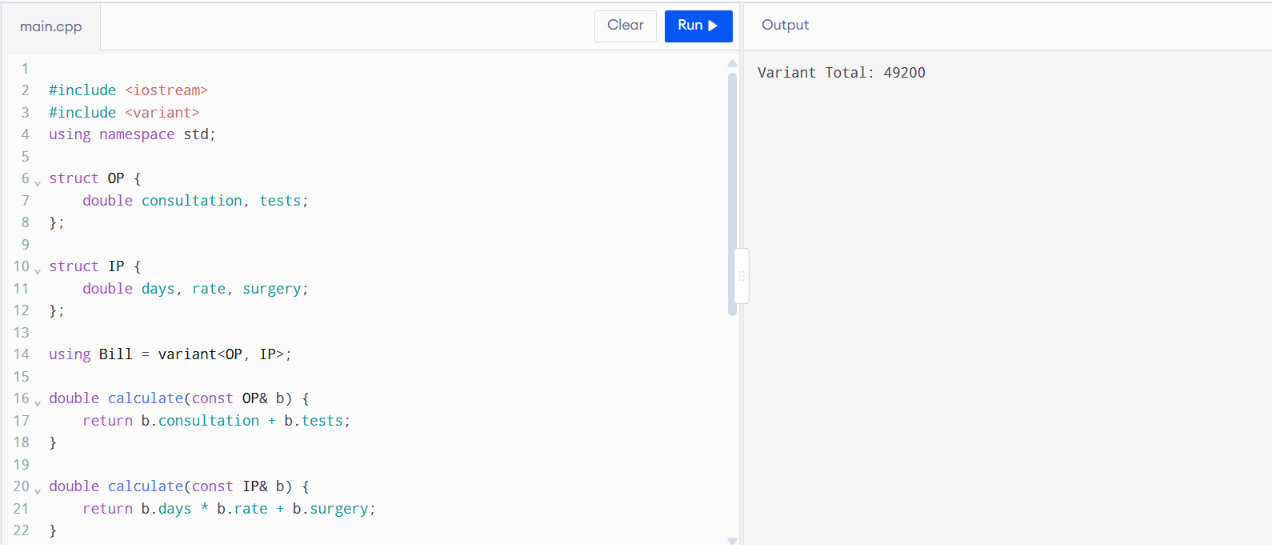 main.cpp
Clear
Run
Output
1
2 #include <iostream>
3 #include <variant>
4 using namespace std;
5
6 struct OP {
7     double consultation, tests;
8 };
9
10 struct IP {
11     double days, rate, surgery;
12 };
13
14 using Bill = variant<OP, IP>;
15
16 double calculate(const OP& b) {
17     return b.consultation + b.tests;
18 }
19
20 double calculate(const IP& b) {
21     return b.days * b.rate + b.surgery;
22 }
Variant Total: 49200